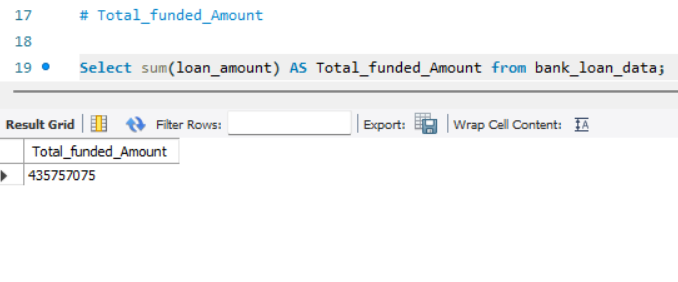 17 # Total_funded_Amount
18
19 Select sum(loan_amount) AS Total_funded_Amount from bank_loan_data;
Result Grid Filter Rows: Export: Wrap Cell Content: IA
Total_funded_Amount
435757075